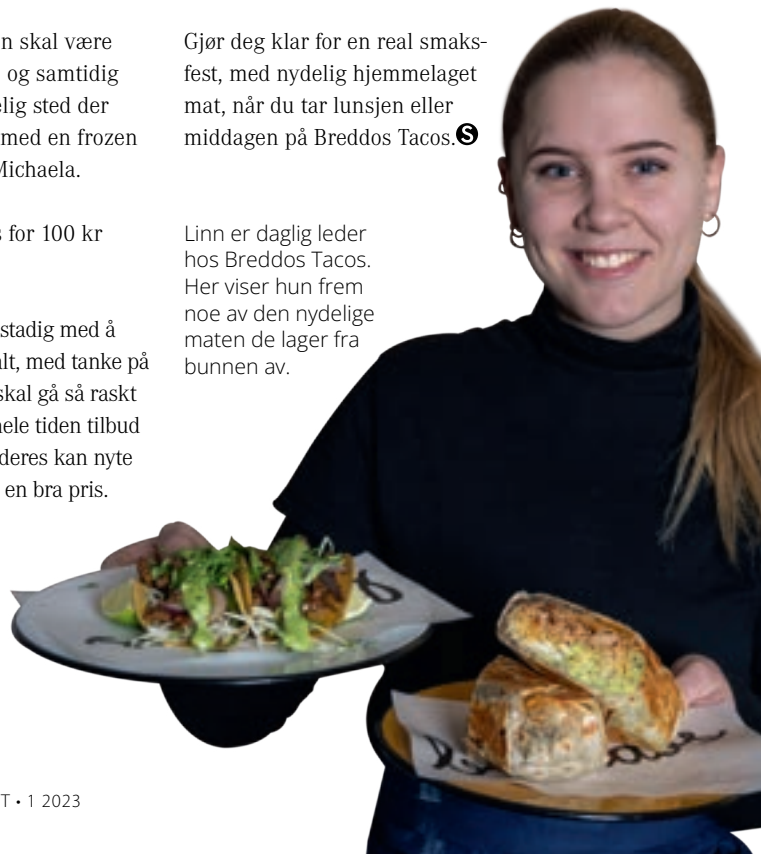 n skal være
og samtidig
elig sted der
med en frozen
Michaela.
s for 100 kr
stadig med å
alt, med tanke på
skal gå så raskt
hele tiden tilbud
deres kan nyte
en bra pris.
Gjør deg klar for en real smaks-
fest, med nydelig hjemmelaget
mat, når du tar lunsjen eller
middagen på Breddos Tacos. S
Linn er daglig leder
hos Breddos Tacos.
Her viser hun frem
noe av den nydelige
maten de lager fra
bunnen av.
T • 1 2023